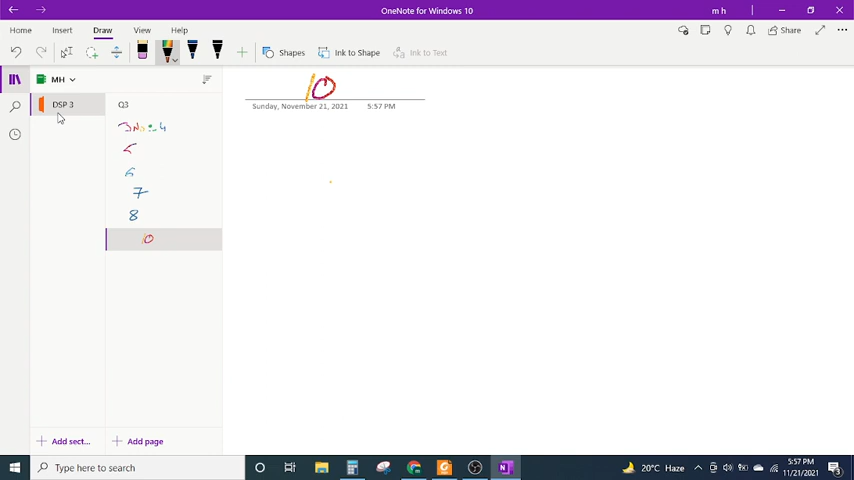 OneNote for Windows 10
m h
Home Insert Draw View Help
Share
Shapes Ink to Shape Ink to Text
MH
DSP 3 Q3
10
Sunday, November 21, 2021 5:57 PM
3
5
6
7
8
10
Add sect... Add page
Type here to search
20°C Haze
5:57 PM
11/21/2021
3